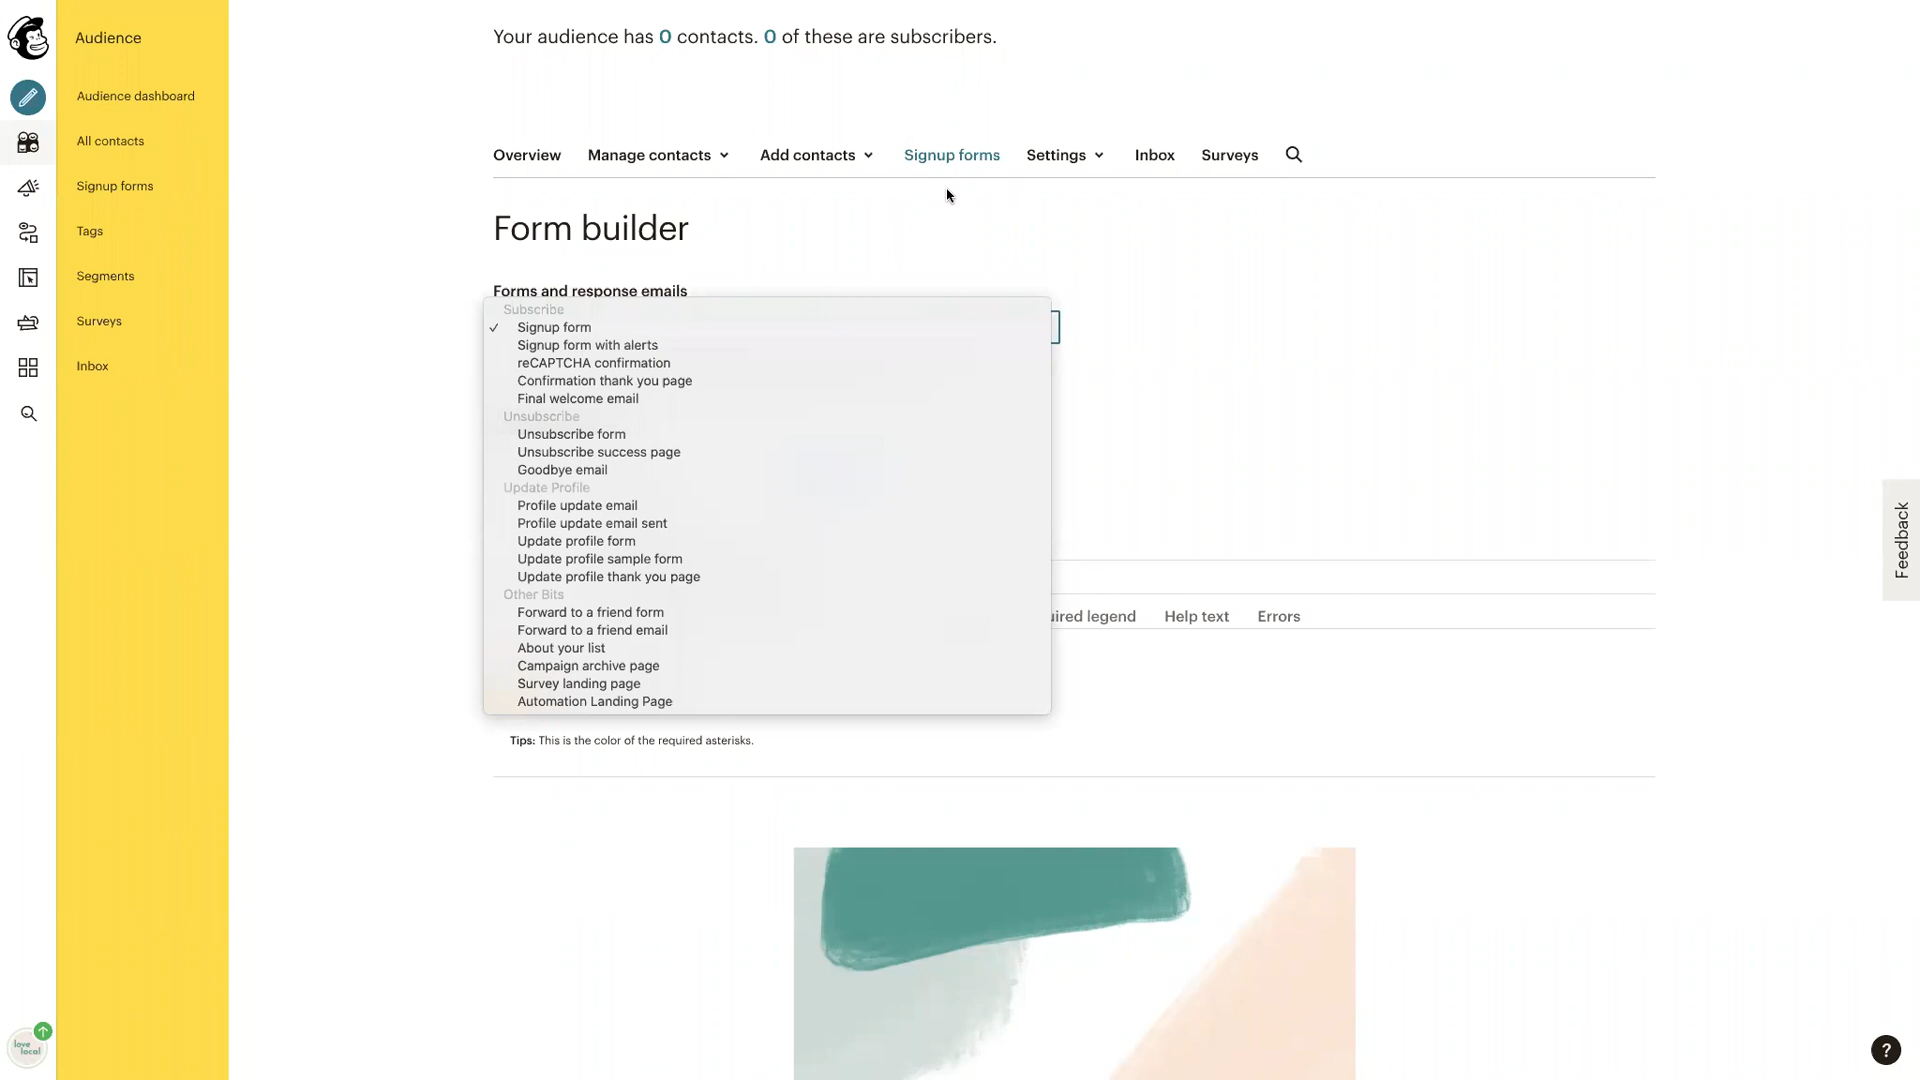 Audience
Audience dashboard
All contacts
Signup forms
Tags
Segments
Surveys
Inbox
love
local
Your audience has 0 contacts. 0 of these are subscribers.
Overview Manage contacts Add contacts Signup forms Settings Inbox Surveys
Form builder
Forms and response emails
Subscribe
✓ Signup form
Signup form with alerts
reCAPTCHA confirmation
Confirmation thank you page
Final welcome email
Unsubscribe
Unsubscribe form
Unsubscribe success page
Goodbye email
Update Profile
Profile update email
Profile update email sent
Update profile form
Update profile sample form
Update profile thank you page
Other Bits
Forward to a friend form
Forward to a friend email
About your list
Campaign archive page
Survey landing page
Automation Landing Page
uired legend Help text Errors
Tips: This is the color of the required asterisks.
Feedback
?